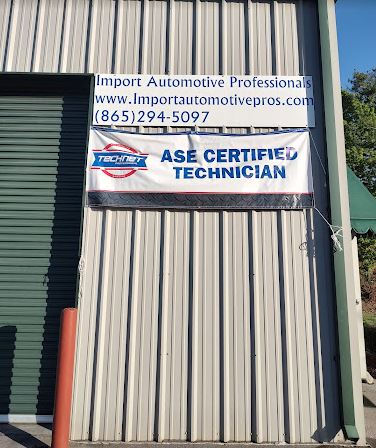 Import Automotive Professionals
www.Importautomotivepros.com
(865)294-5097
TECHNET
ASE CERTIFIED
TECHNICIAN